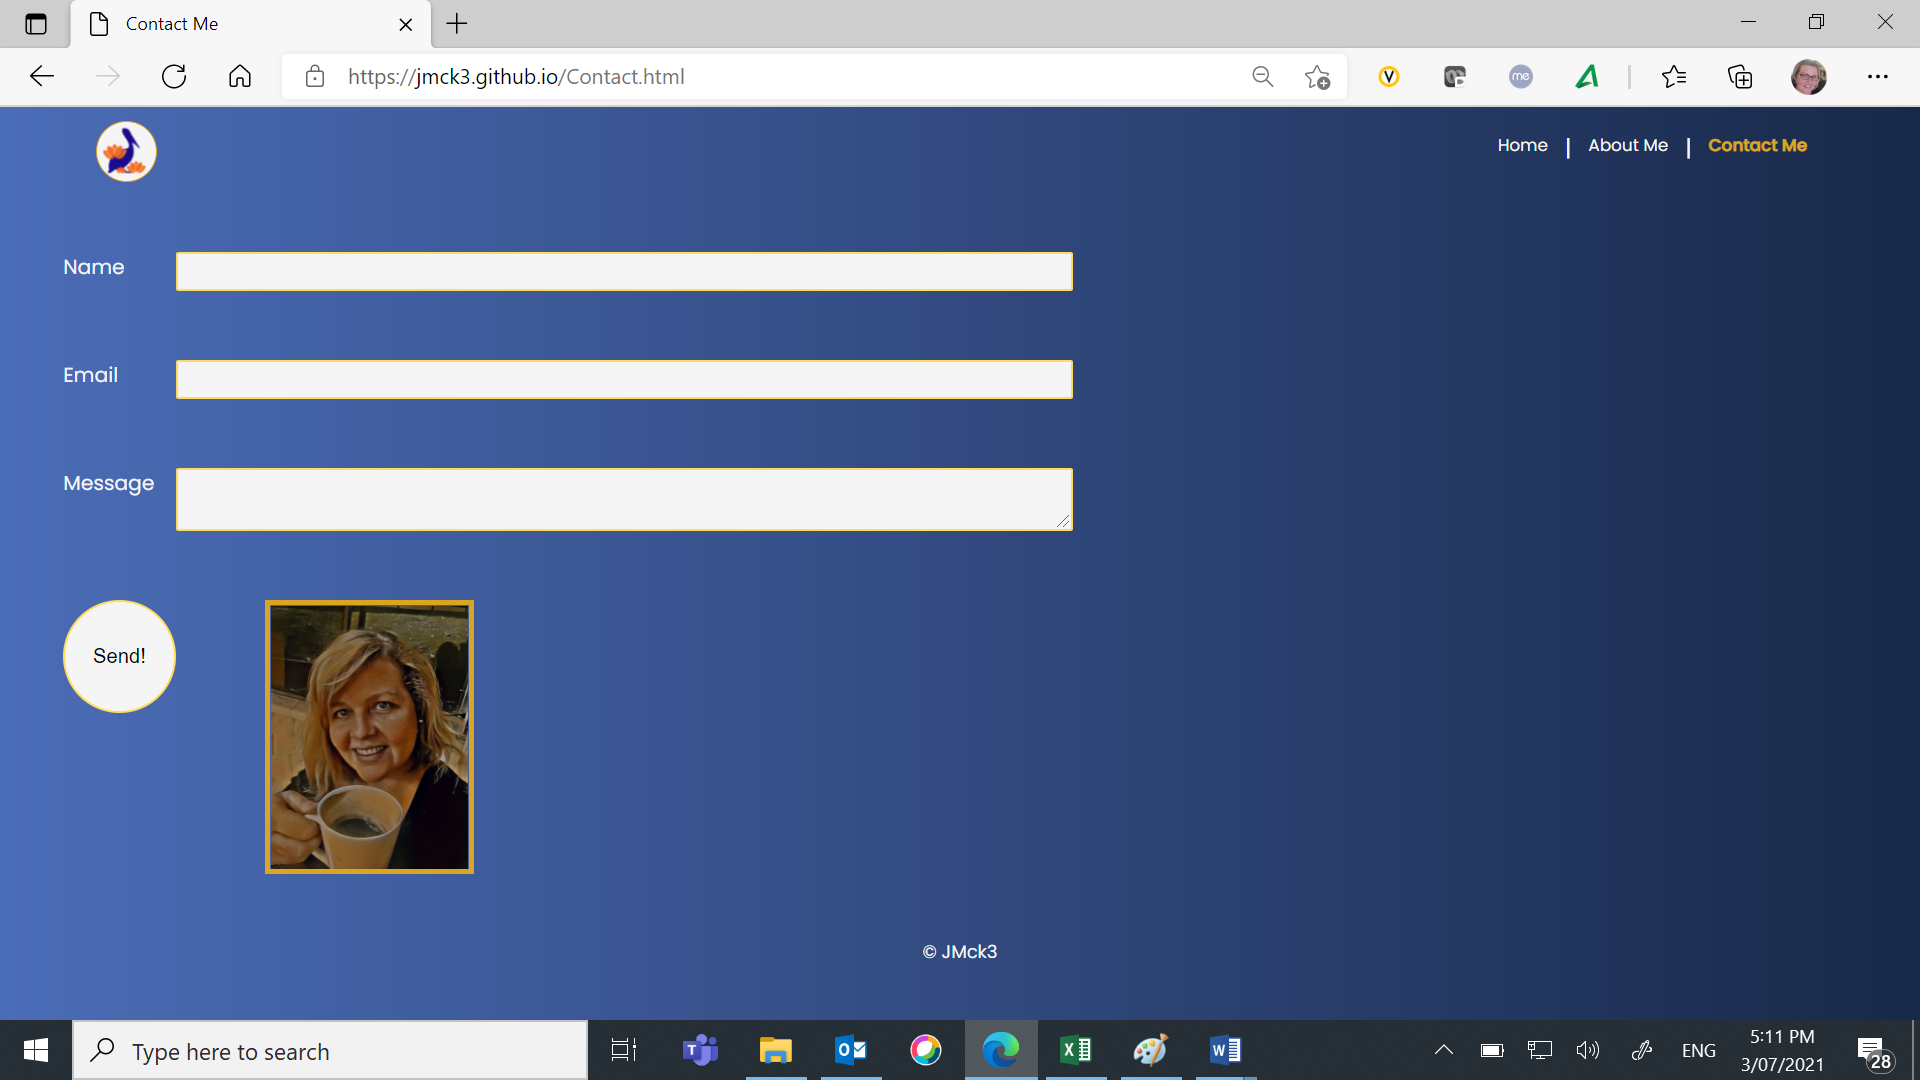 Contact Me
https://jmck3.github.io/Contact.html
me
Home | About Me | Contact Me
Name
Email
Message
Send!
© JMck3
Type here to search
ENG
5:11 PM
3/07/2021
28